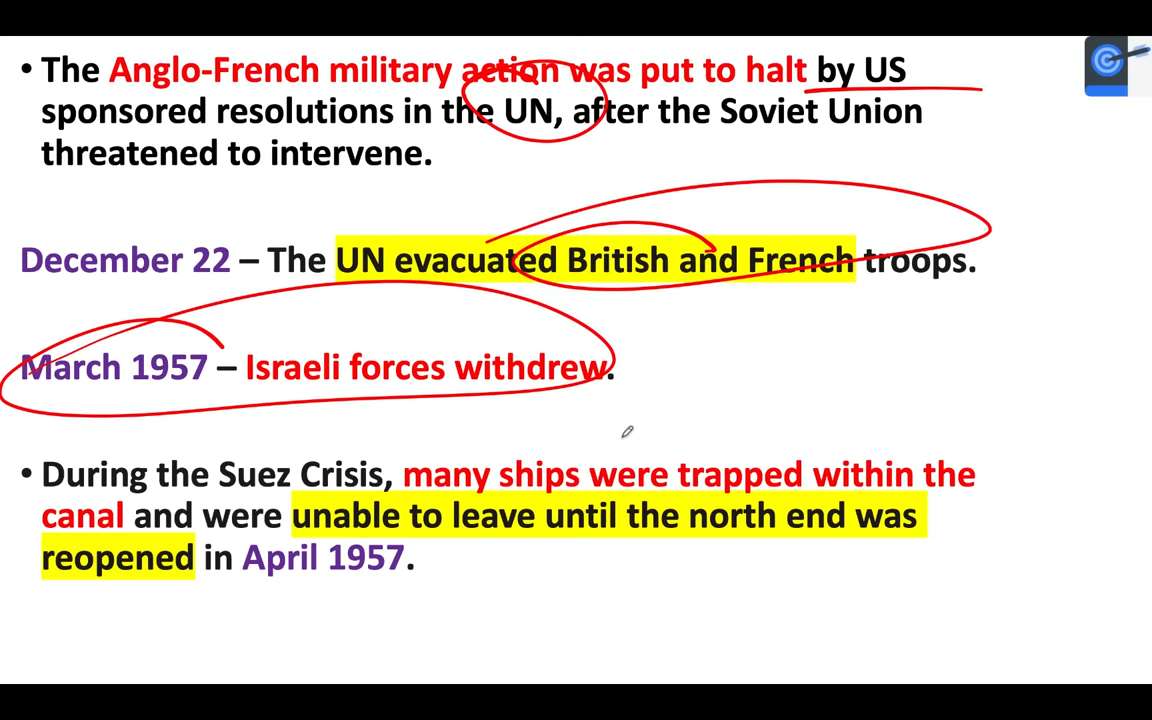 • The Anglo-French military action was put to halt by US
sponsored resolutions in the UN, after the Soviet Union
threatened to intervene.
December 22 – The UN evacuated British and French troops.
March 1957 – Israeli forces withdrew.
• During the Suez Crisis, many ships were trapped within the
canal and were unable to leave until the north end was
reopened in April 1957.